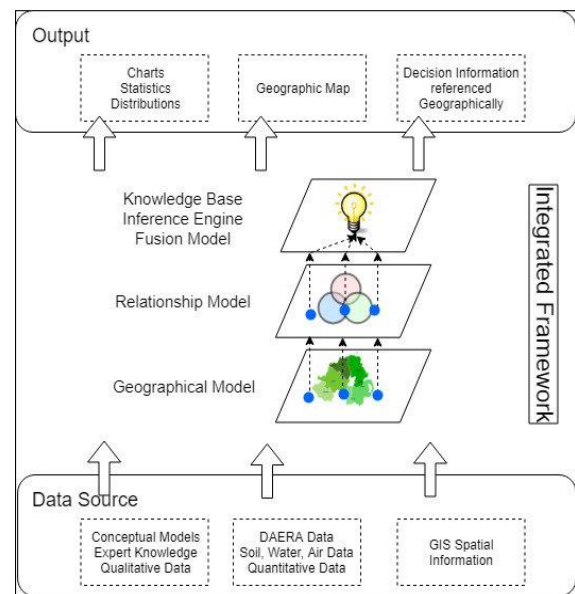 Output
Charts
Statistics
Distributions
Geographic Map
Decision Information
referenced
Geographically
Knowledge Base
Inference Engine
Fusion Model
Relationship Model
Geographical Model
Integrated Framework
Data Source
Conceptual Models
Expert Knowledge
Qualitative Data
DAERA Data
Soil, Water, Air Data
Quantitative Data
GIS Spatial
Information